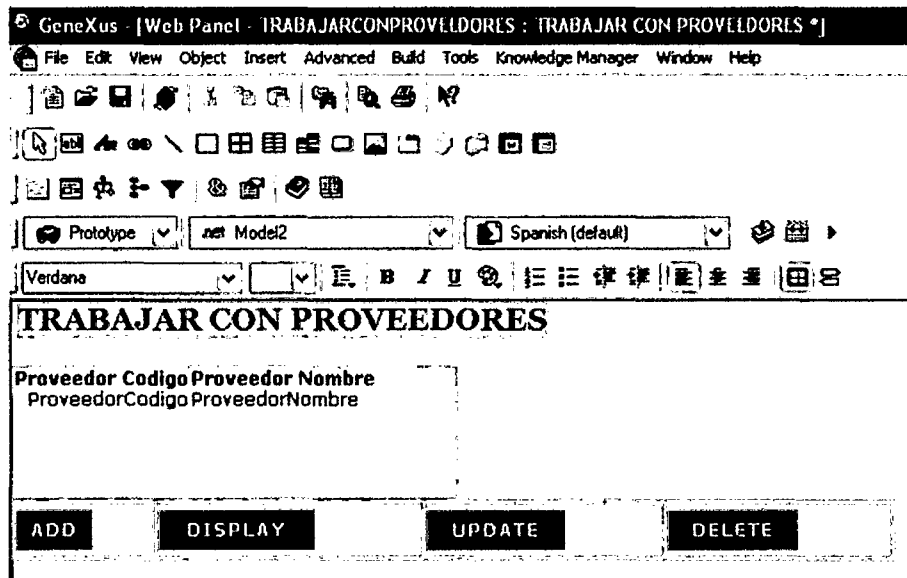 GeneXus - [Web Panel - TRABAJARCONPROVEEDORES : TRABAJAR CON PROVEEDORES *]
File Edit View Object Insert Advanced Build Tools Knowledge Manager Window Help
Prototype .net Model2 Spanish (default)
Verdana B I U
TRABAJAR CON PROVEEDORES
Proveedor Codigo Proveedor Nombre
ProveedorCodigo ProveedorNombre
ADD DISPLAY UPDATE DELETE